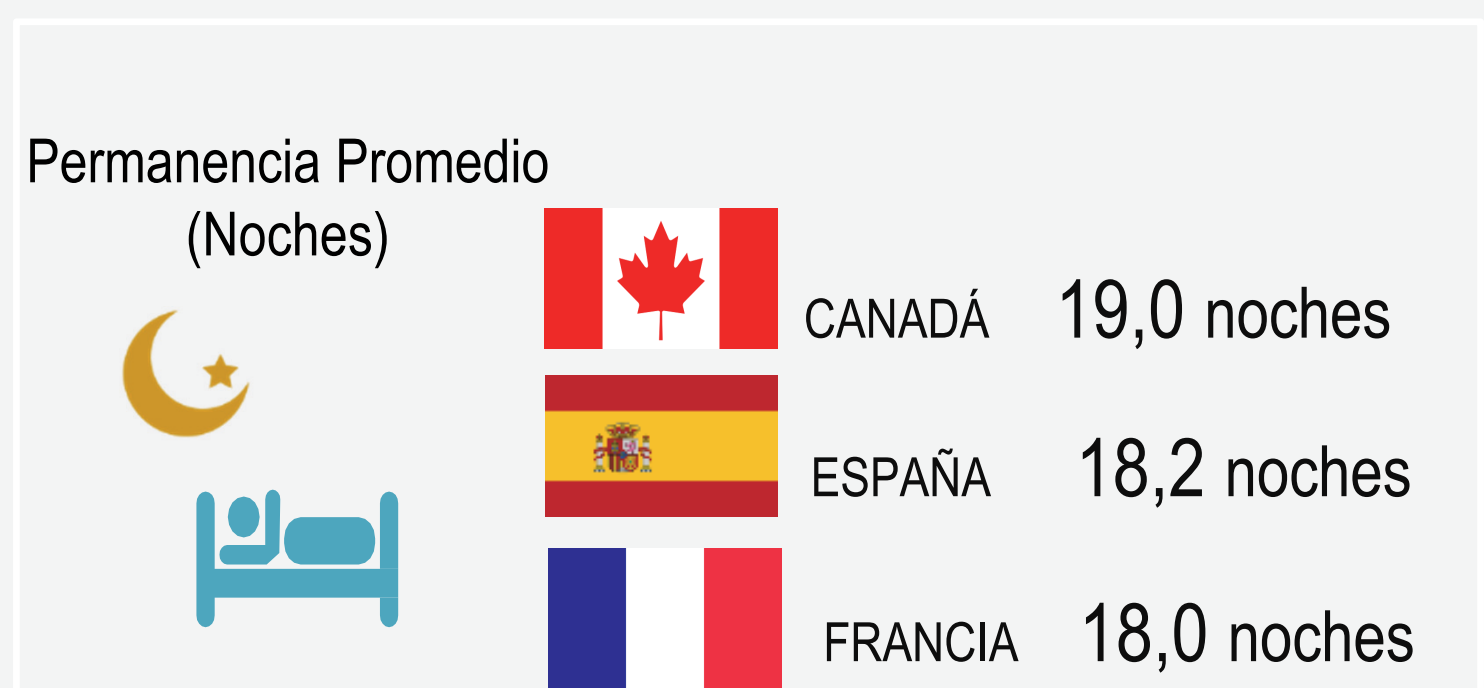 Permanencia Promedio
(Noches)
CANADÁ 19,0 noches
ESPAÑA 18,2 noches
FRANCIA 18,0 noches